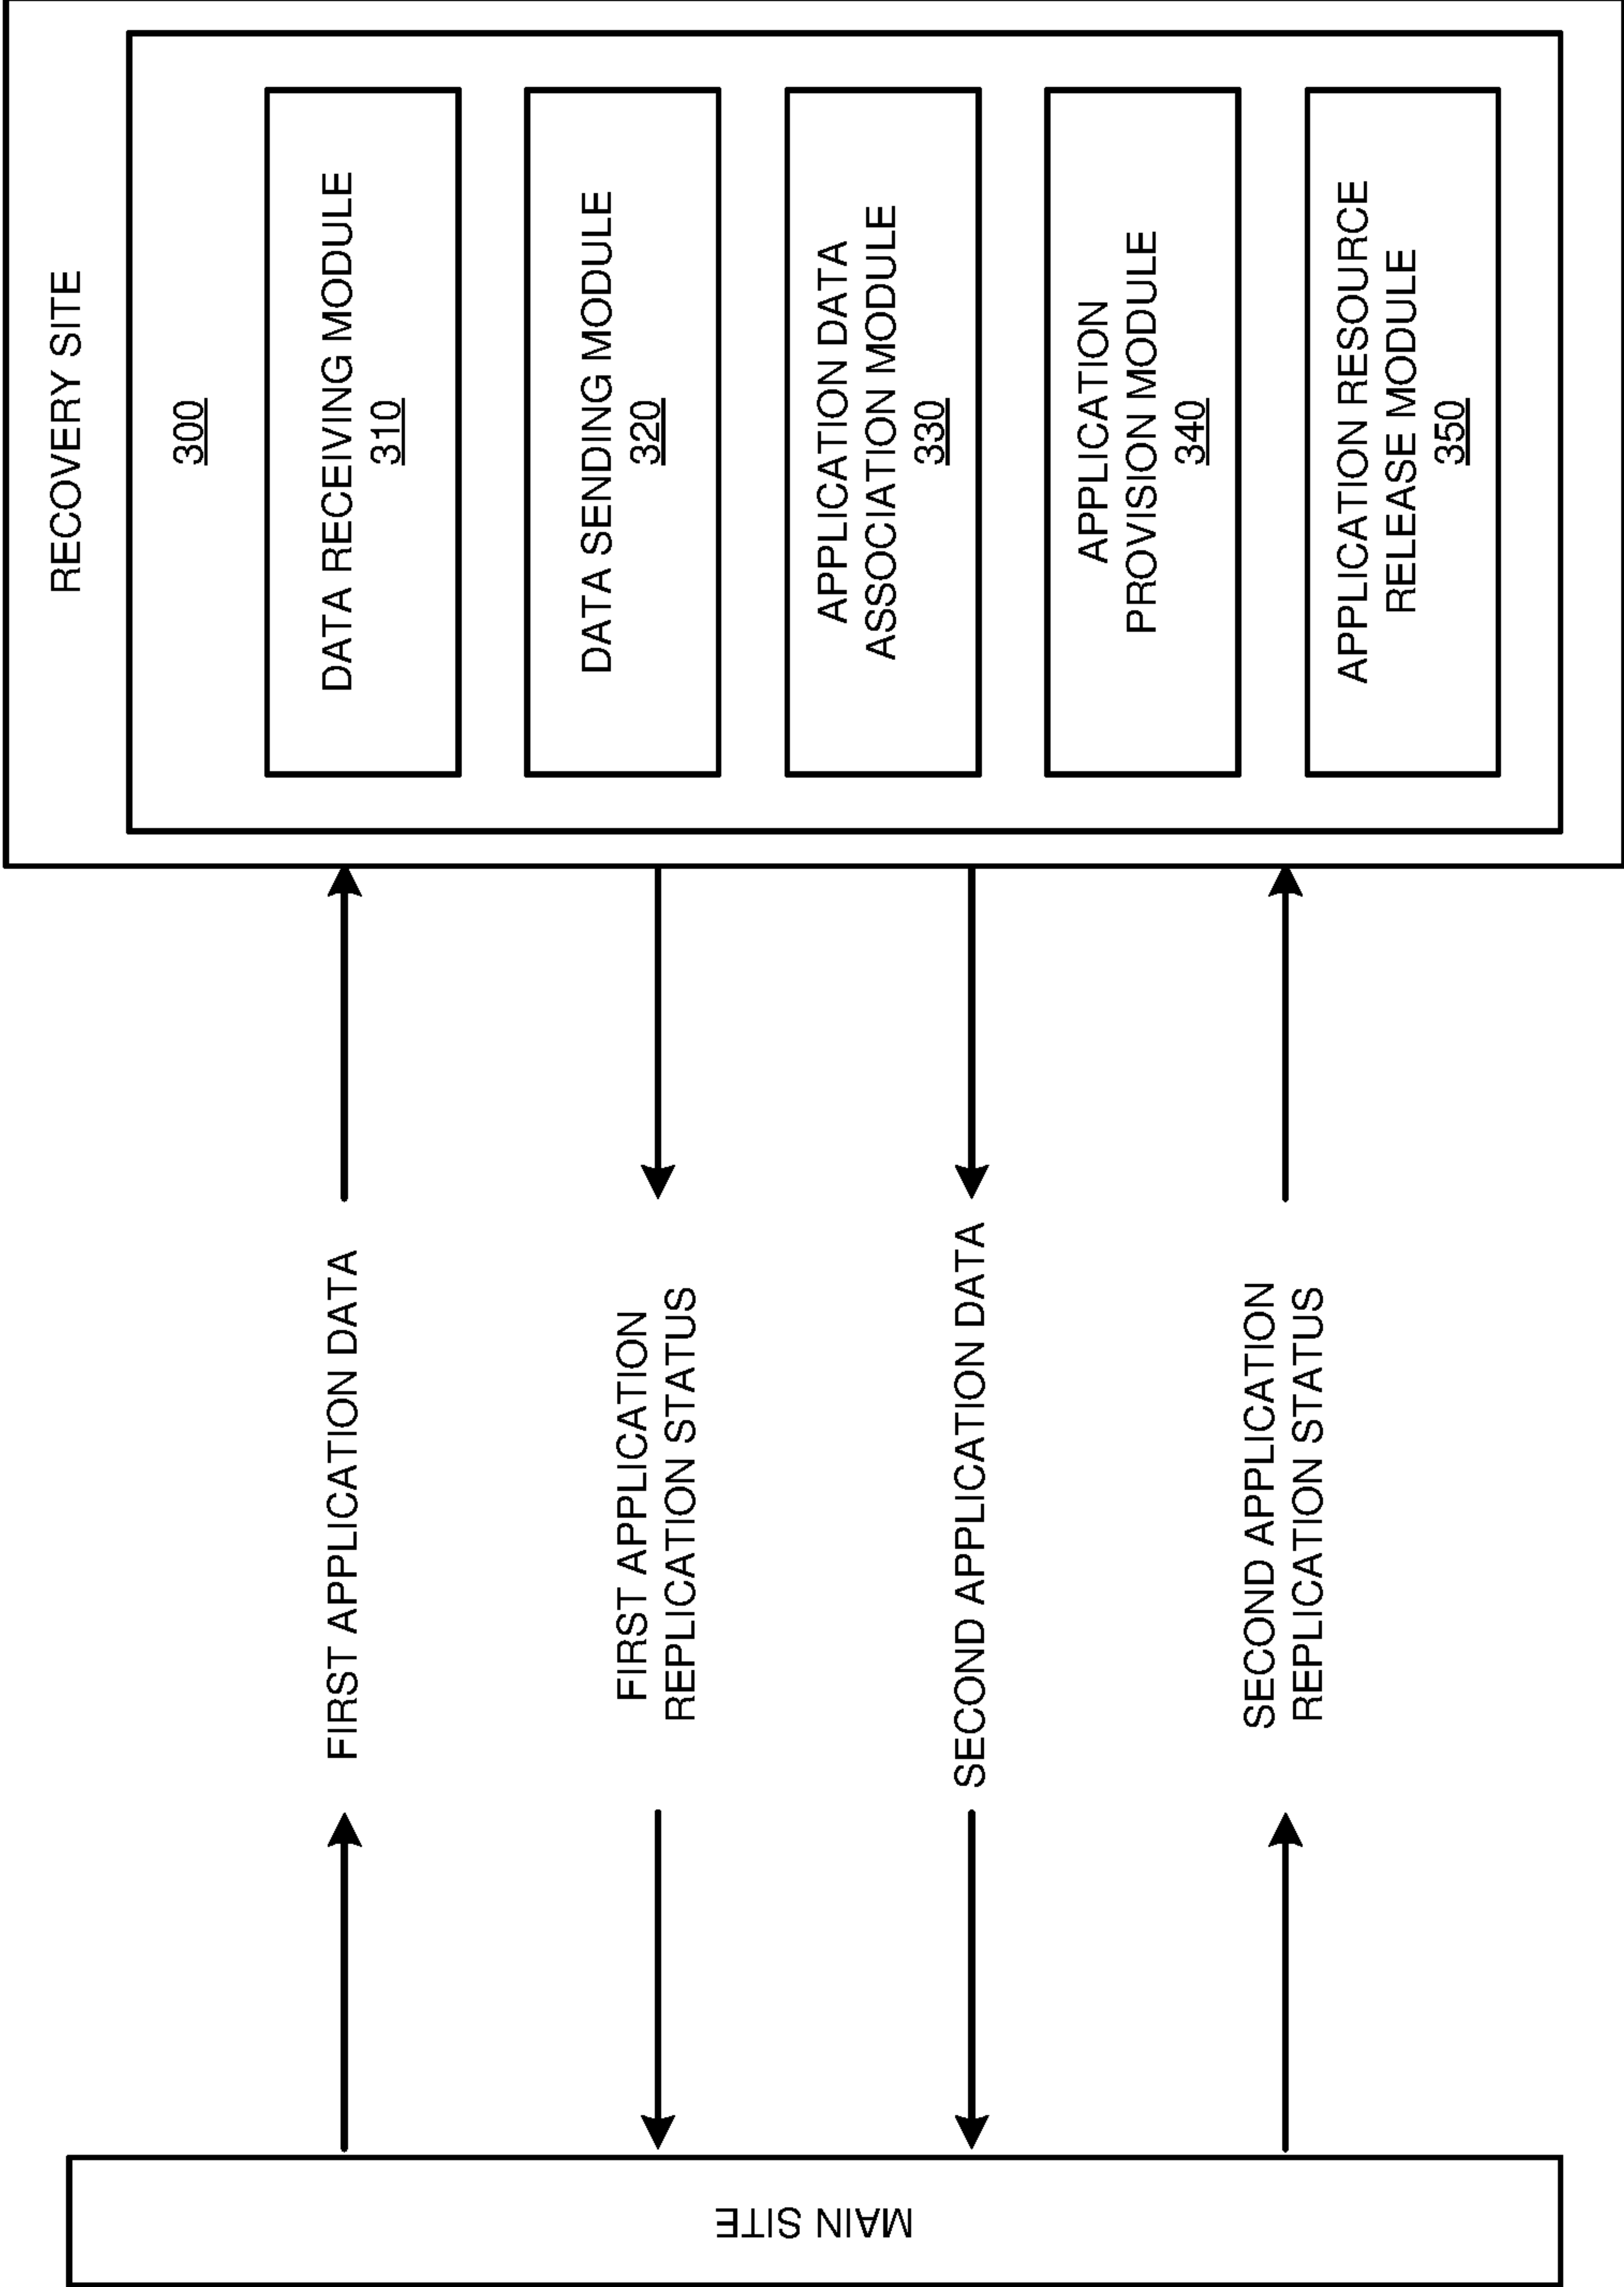 MAIN SITE
FIRST APPLICATION DATA
FIRST APPLICATION
REPLICATION STATUS
SECOND APPLICATION DATA
SECOND APPLICATION
REPLICATION STATUS
RECOVERY SITE
300
DATA RECEIVING MODULE
310
DATA SENDING MODULE
320
APPLICATION DATA
ASSOCIATION MODULE
330
APPLICATION
PROVISION MODULE
340
APPLICATION RESOURCE
RELEASE MODULE
350